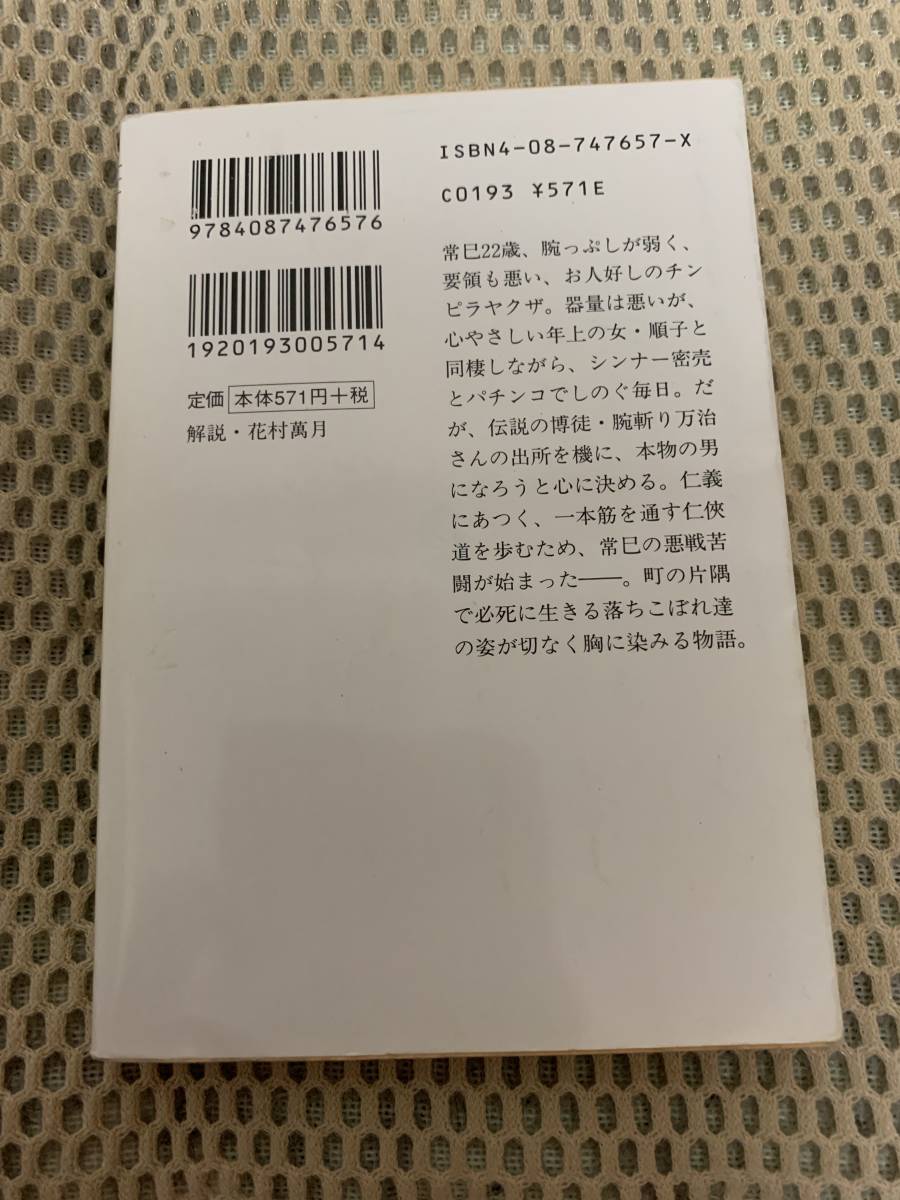 ISBN4-08-747657-X
C0193 ¥571E
9784087476576
1920193005714
定価 本体571円+税
解説・花村萬月
常巳22歳、腕っぷしが弱く、
要領も悪い、お人好しのチン
ピラヤクザ。器量は悪いが、
心やさしい年上の女・順子と
同棲しながら、シンナー密売
とパチンコでしのぐ毎日。だ
が、伝説の博徒・腕斬り万治
さんの出所を機に、本物の男
になろうと心に決める。仁義
にあつく、一本筋を通す仁俠
道を歩むため、常巳の悪戦苦
闘が始まった——。町の片隅
で必死に生きる落ちこぼれ達
の姿が切なく胸に染みる物語。